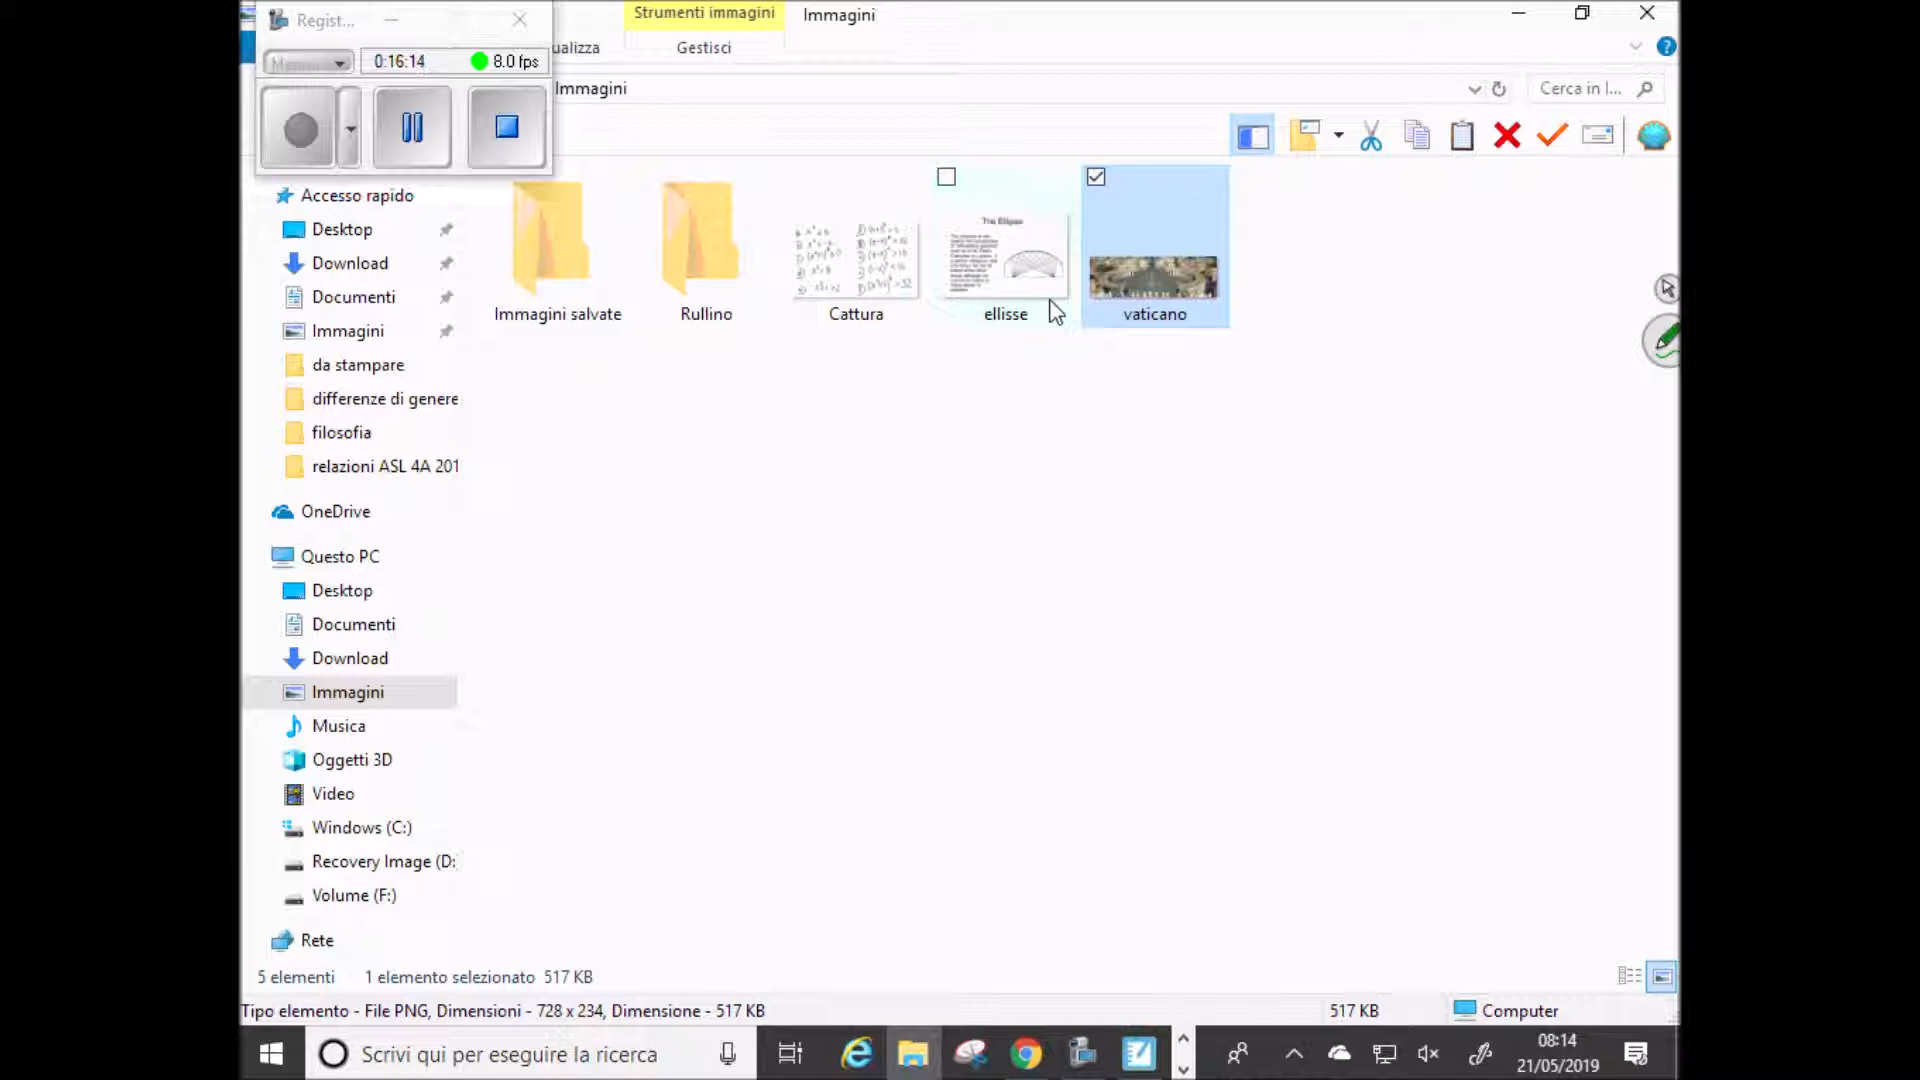 Regist...
0:16:14
8.0 fps
Strumenti immagini
Immagini
ualizza
Gestisci
Immagini
Cerca in I...
Accesso rapido
Desktop
Download
Documenti
Immagini
da stampare
differenze di genere
filosofia
relazioni ASL 4A 201
OneDrive
Questo PC
Desktop
Documenti
Download
Immagini
Musica
Oggetti 3D
Video
Windows (C:)
Recovery Image (D:
Volume (F:)
Rete
The Ellipse
Immagini salvate
Rullino
Cattura
ellisse
vaticano
5 elementi
1 elemento selezionato 517 KB
Tipo elemento - File PNG, Dimensioni - 728 x 234, Dimensione - 517 KB
517 KB
Computer
Scrivi qui per eseguire la ricerca
08:14
21/05/2019